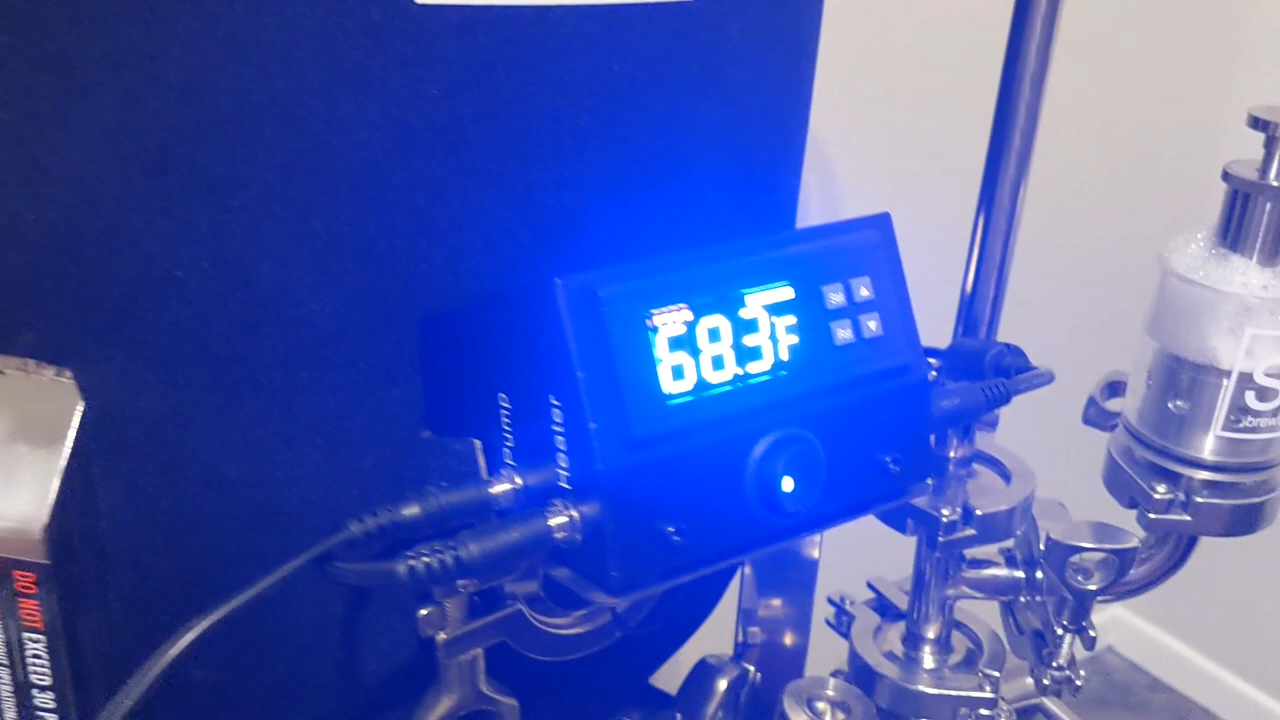 68.3F
Set
Rst
Pump
Heater
S
brew
DO NOT EXCEED 30 P